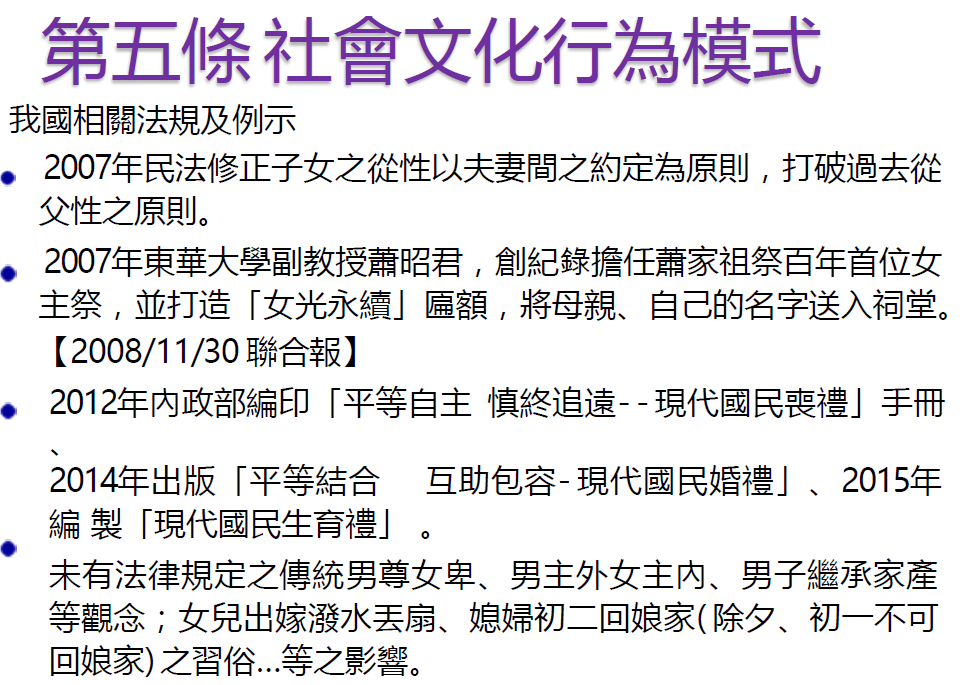 第五條 社會文化行為模式
我國相關法規及例示
2007年民法修正子女之從性以夫妻間之約定為原則，打破過去從
父性之原則。
2007年東華大學副教授蕭昭君，創紀錄擔任蕭家祖祭百年首位女
主祭，並打造「女光永續」匾額，將母親、自己的名字送入祠堂。
【2008/11/30 聯合報】
2012年內政部編印「平等自主 慎終追遠--現代國民喪禮」手冊
、
2014年出版「平等結合 互助包容-現代國民婚禮」、2015年
編 製「現代國民生育禮」 。
未有法律規定之傳統男尊女卑、男主外女主內、男子繼承家產
等觀念；女兒出嫁潑水丟扇、媳婦初二回娘家(除夕、初一不可
回娘家)之習俗…等之影響。